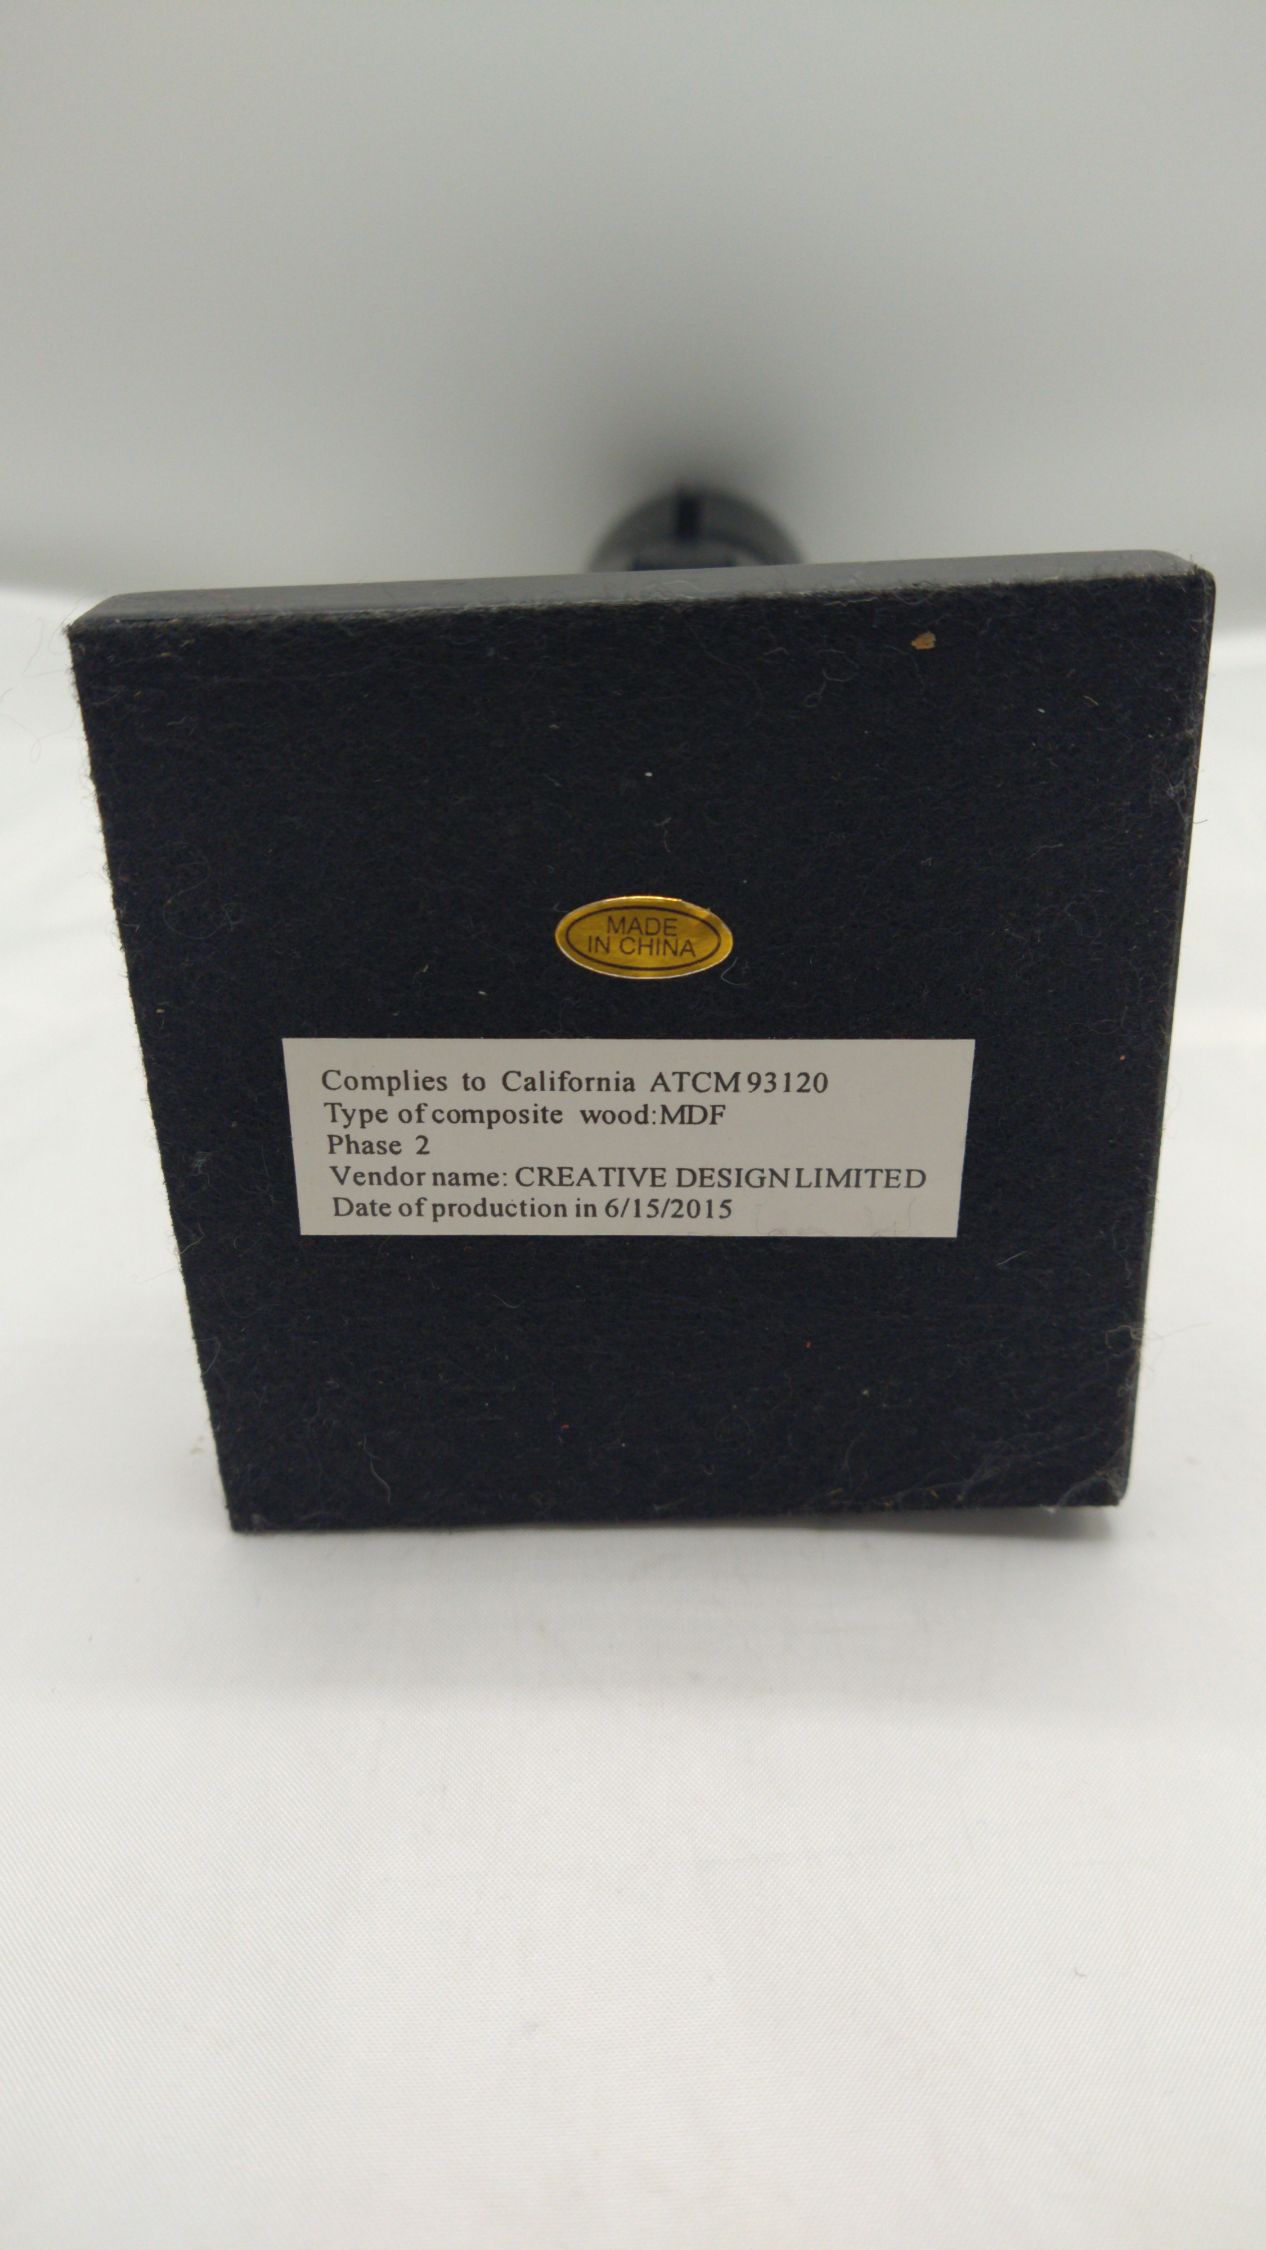 MADE
IN CHINA
Complies to California ATCM 93120
Type of composite wood:MDF
Phase 2
Vendor name: CREATIVE DESIGN LIMITED
Date of production in 6/15/2015